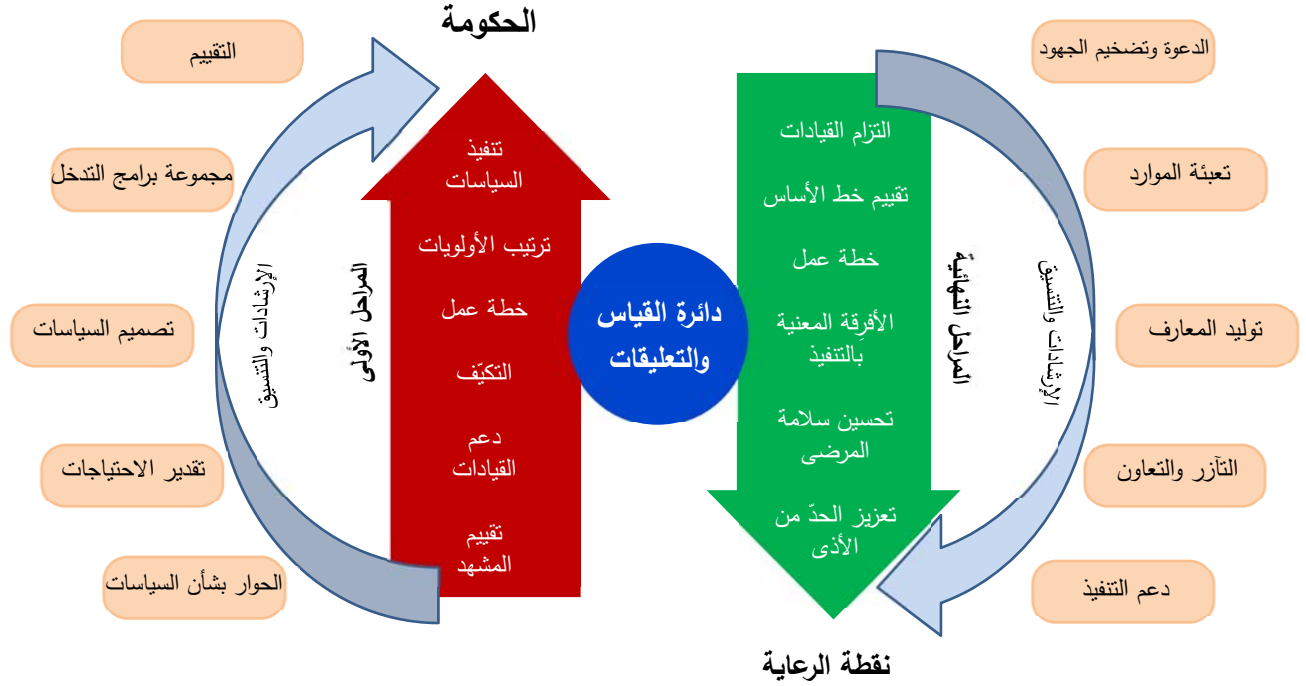 الحكومة
الدعوة وتضخيم الجهود
تعبئة الموارد
توليد المعارف
التآزر والتعاون
دعم التنفيذ
الإرشادات والتنسيق
المراحل النهائية
التزام القيادات
تقييم خط الأساس
خطة عمل
الأفرقة المعنية
بالتنفيذ
تحسين سلامة
المرضى
تعزيز الحدّ من
الأذى
نقطة الرعاية
دائرة القياس
والتعليقات
تنفيذ
السياسات
ترتيب الأولويات
خطة عمل
التكيّف
دعم
القيادات
تقييم
المشهد
المراحل الأولى
الإرشادات والتنسيق
التقييم
مجموعة برامج التدخل
تصميم السياسات
تقدير الاحتياجات
الحوار بشأن السياسات